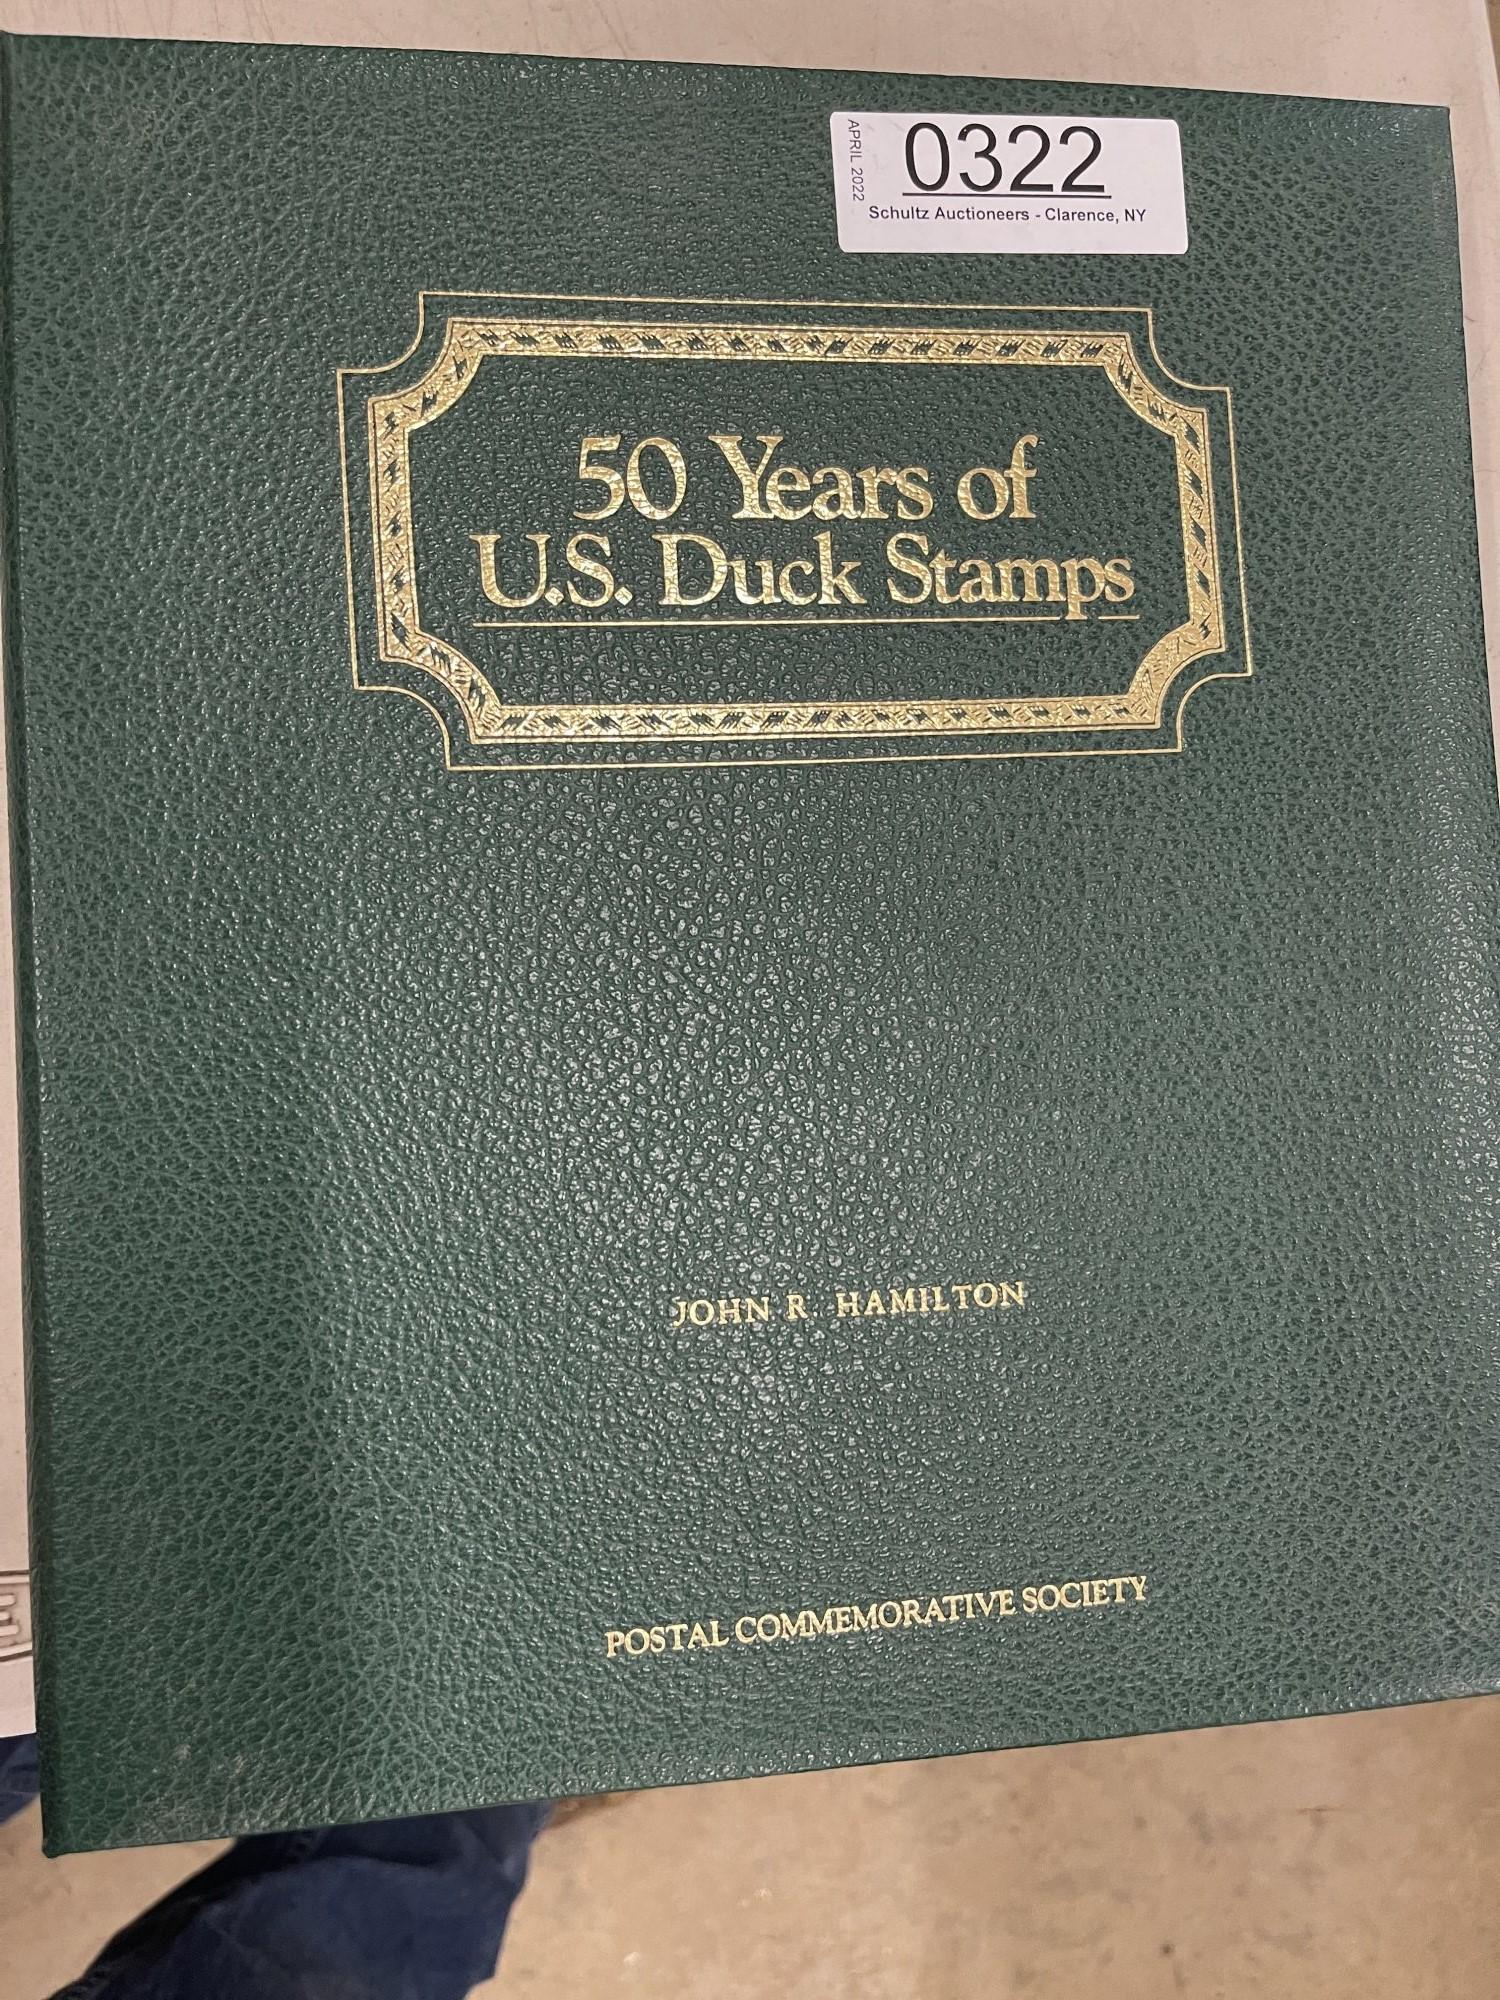 APRIL 2022
0322
Schultz Auctioneers - Clarence, NY
50 Years of
U.S. Duck Stamps
JOHN R. HAMILTON
POSTAL COMMEMORATIVE SOCIETY